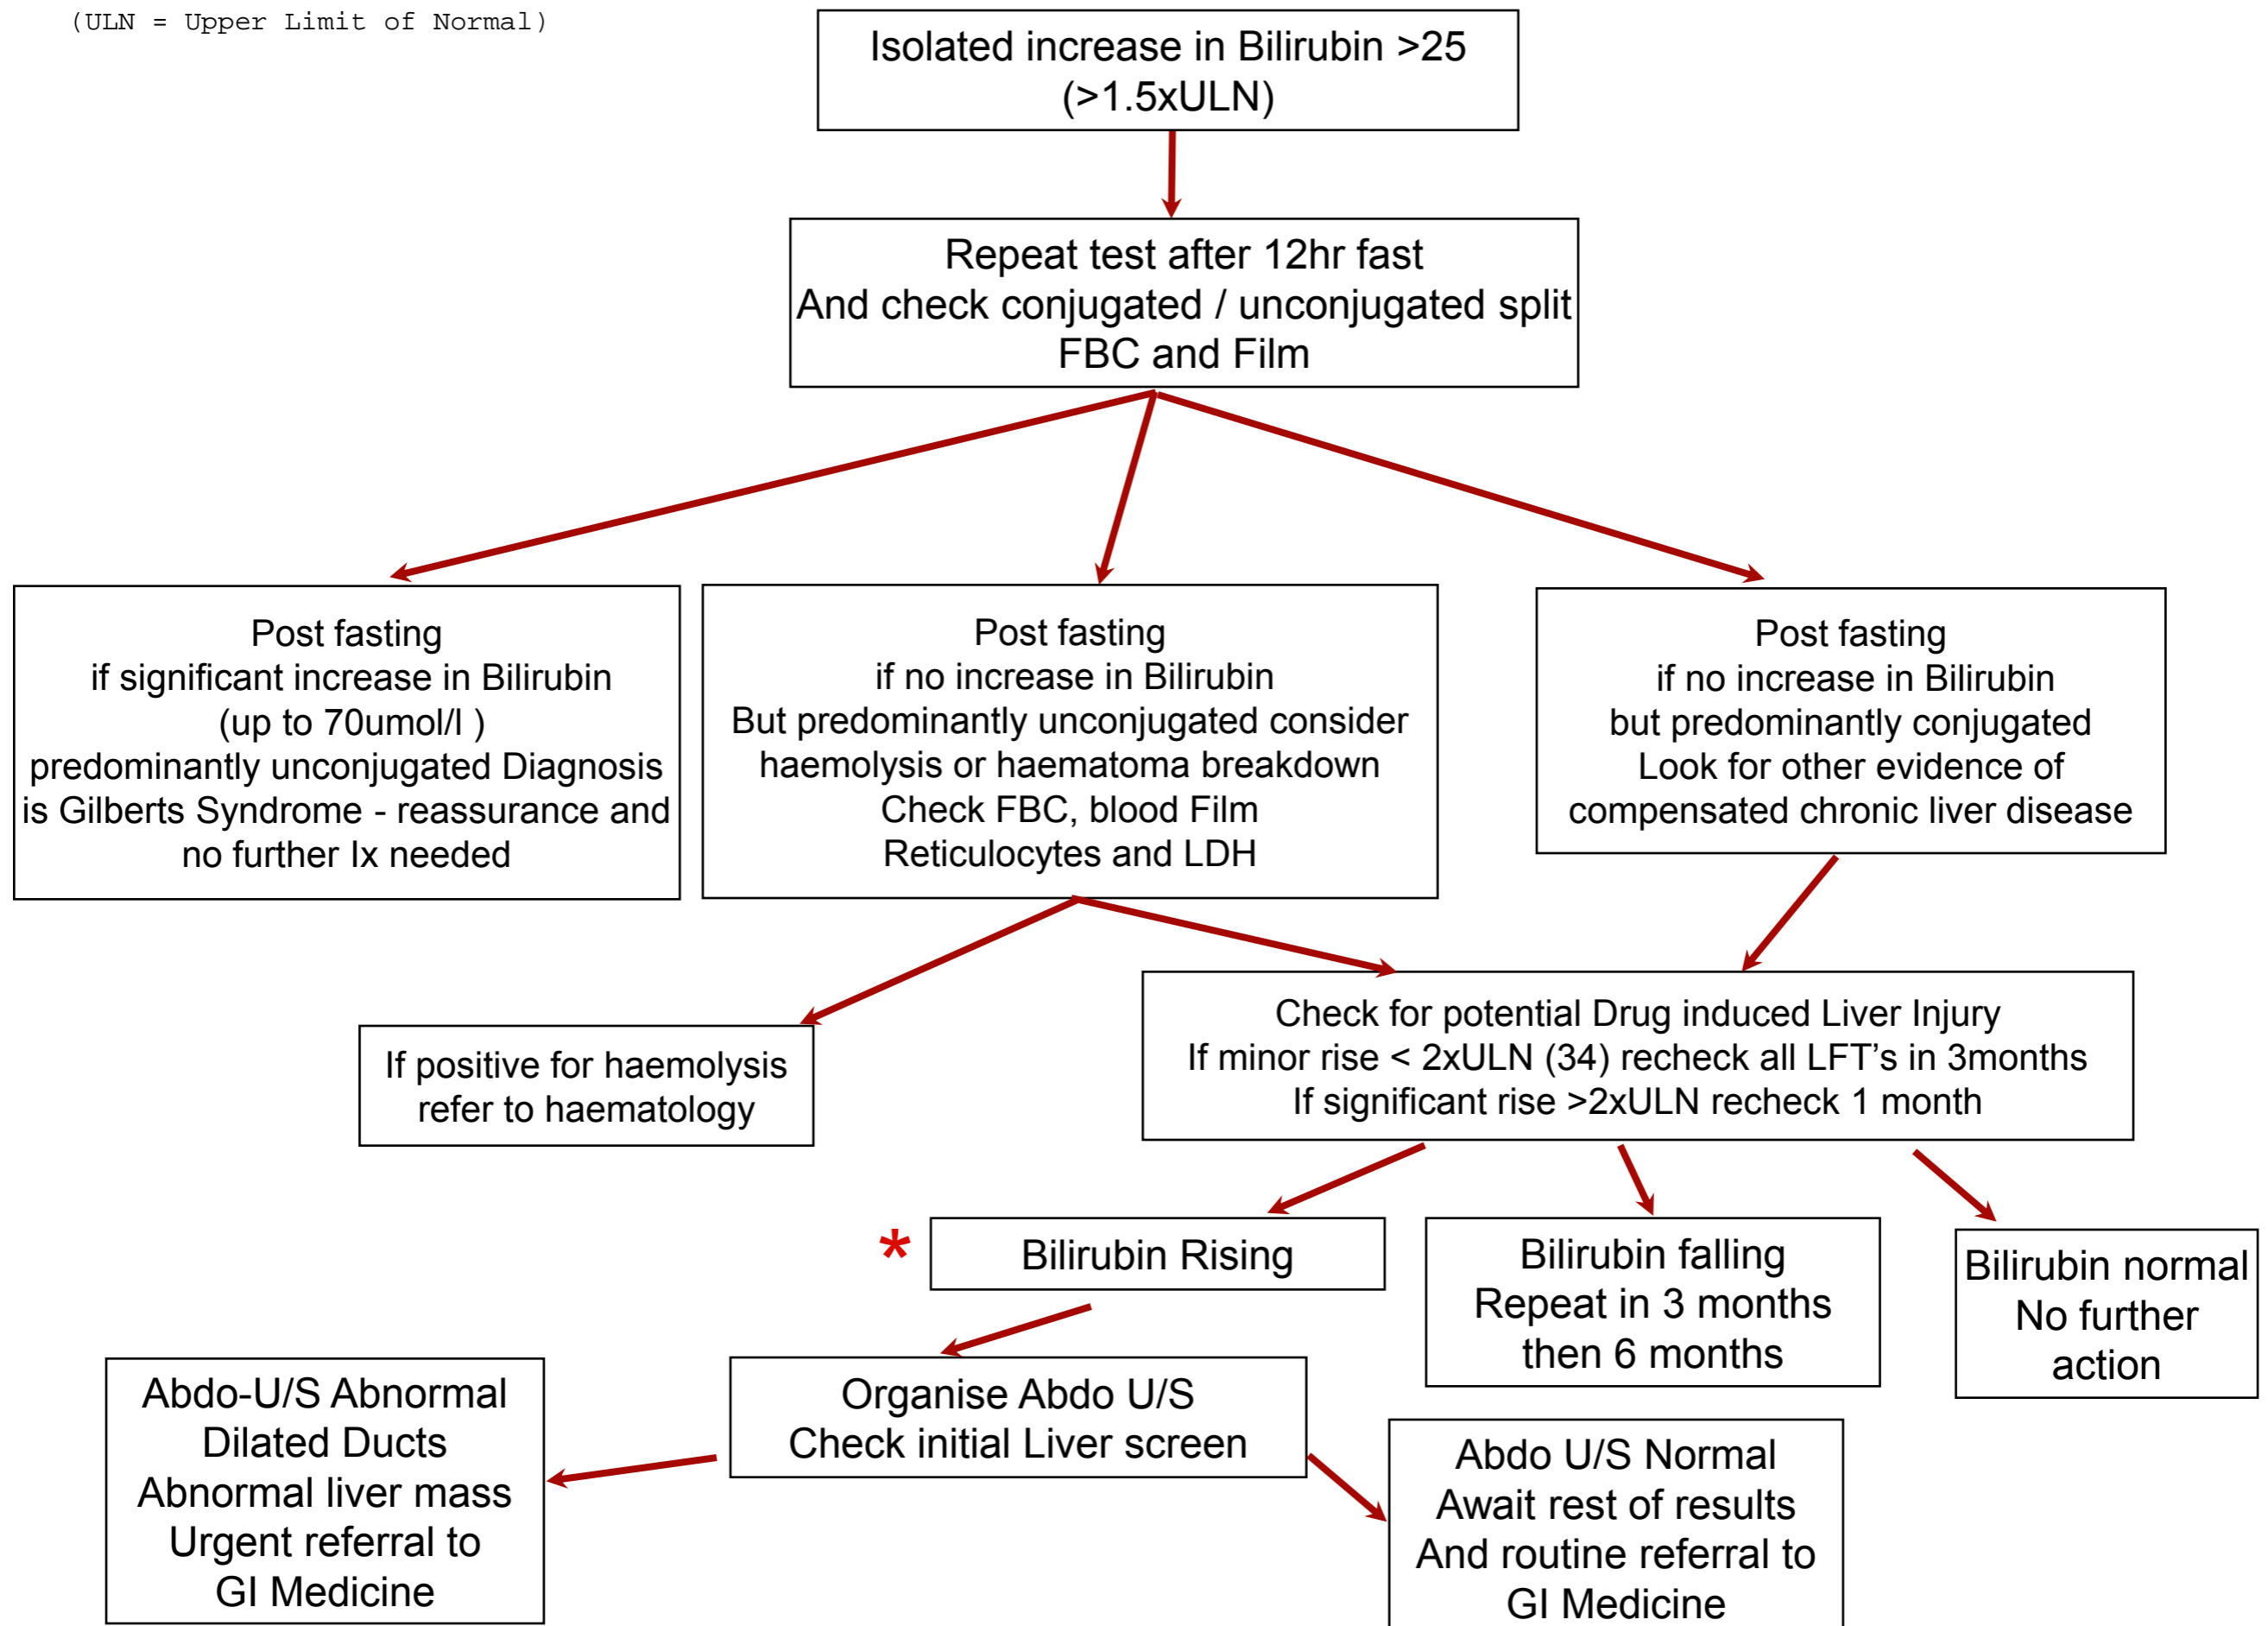 (ULN = Upper Limit of Normal)
Isolated increase in Bilirubin >25
(>1.5xULN)
Repeat test after 12hr fast
And check conjugated / unconjugated split
FBC and Film
Post fasting
if significant increase in Bilirubin
(up to 70umol/l )
predominantly unconjugated Diagnosis
is Gilberts Syndrome - reassurance and
no further Ix needed
Post fasting
if no increase in Bilirubin
But predominantly unconjugated consider
haemolysis or haematoma breakdown
Check FBC, blood Film
Reticulocytes and LDH
Post fasting
if no increase in Bilirubin
but predominantly conjugated
Look for other evidence of
compensated chronic liver disease
If positive for haemolysis
refer to haematology
Check for potential Drug induced Liver Injury
If minor rise < 2xULN (34) recheck all LFT's in 3months
If significant rise >2xULN recheck 1 month
* Bilirubin Rising
Bilirubin falling
Repeat in 3 months
then 6 months
Bilirubin normal
No further
action
Abdo-U/S Abnormal
Dilated Ducts
Abnormal liver mass
Urgent referral to
GI Medicine
Organise Abdo U/S
Check initial Liver screen
Abdo U/S Normal
Await rest of results
And routine referral to
GI Medicine